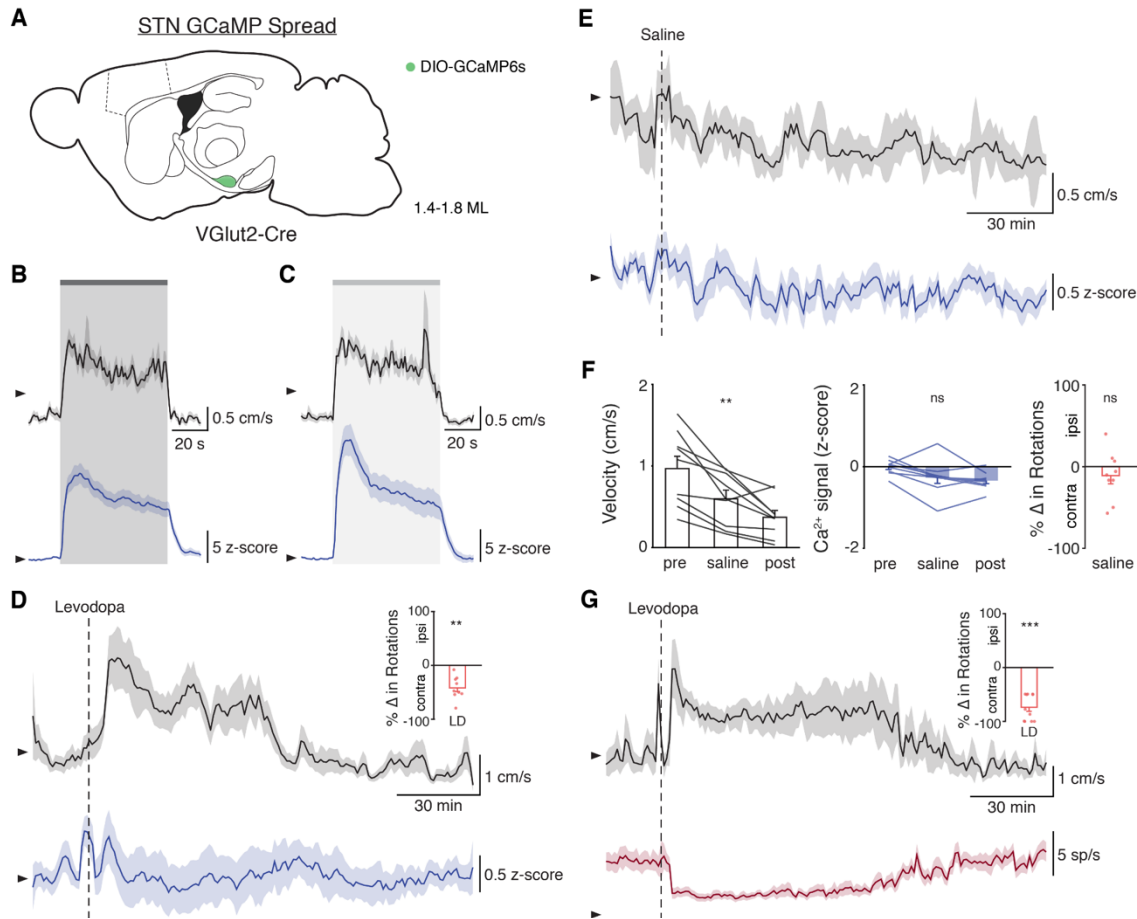 A
STN GCaMP Spread
DIO-GCaMP6s
1.4-1.8 ML
VGlut2-Cre
B
0.5 cm/s
20 s
5 z-score
C
0.5 cm/s
20 s
5 z-score
D
Levodopa
% Δ in Rotations
contra ipsi
100
0
-100
**
LD
1 cm/s
30 min
0.5 z-score
E
Saline
0.5 cm/s
30 min
0.5 z-score
F
Velocity (cm/s)
2
1
0
**
pre saline post
Ca²⁺ signal (z-score)
2
0
-2
ns
pre saline post
% Δ in Rotations
contra ipsi
100
0
-100
ns
saline
G
Levodopa
% Δ in Rotations
contra ipsi
100
0
-100
***
LD
1 cm/s
30 min
5 sp/s